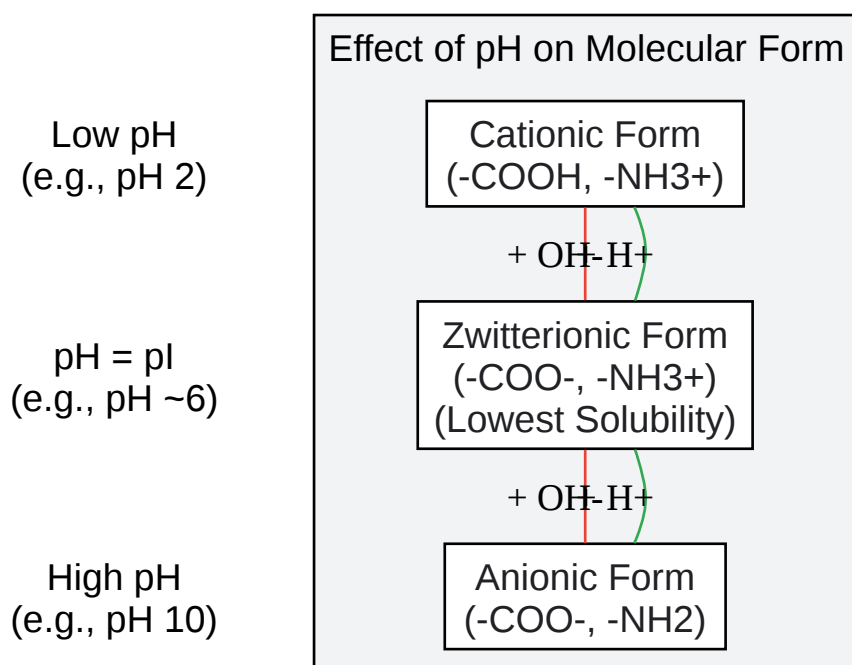 Effect of pH on Molecular Form
Low pH
(e.g., pH 2)
Cationic Form
(-COOH, -NH3+)
+ OH- 
- H+
pH = pI
(e.g., pH ~6)
Zwitterionic Form
(-COO-, -NH3+)
(Lowest Solubility)
+ OH-
- H+
High pH
(e.g., pH 10)
Anionic Form
(-COO-, -NH2)